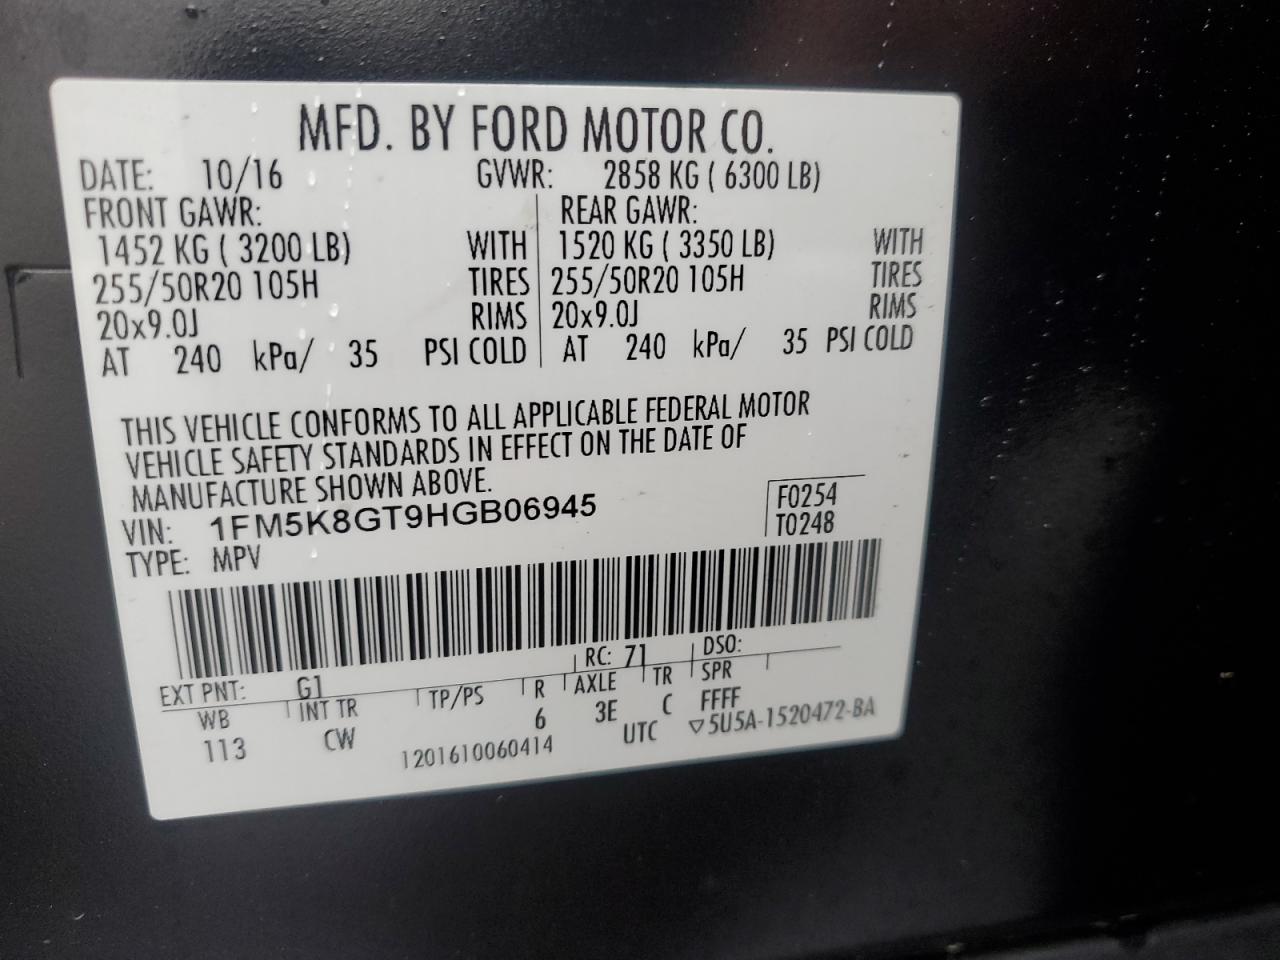 MFD. BY FORD MOTOR CO.
DATE: 10/16 GVWR: 2858 KG ( 6300 LB)
FRONT GAWR: REAR GAWR:
1452 KG ( 3200 LB) WITH 1520 KG ( 3350 LB) WITH
255/50R20 105H TIRES 255/50R20 105H TIRES
20x9.0J RIMS 20x9.0J RIMS
AT 240 kPa/ 35 PSI COLD AT 240 kPa/ 35 PSI COLD
THIS VEHICLE CONFORMS TO ALL APPLICABLE FEDERAL MOTOR
VEHICLE SAFETY STANDARDS IN EFFECT ON THE DATE OF
MANUFACTURE SHOWN ABOVE.
VIN: 1FM5K8GT9HGB06945 F0254
TYPE: MPV T0248
EXT PNT: G1 RC: 71 DSO:
WB INT TR TP/PS R AXLE TR SPR
113 CW 6 3E C FFFF
1201610060414 UTC ▽5U5A-1520472-BA